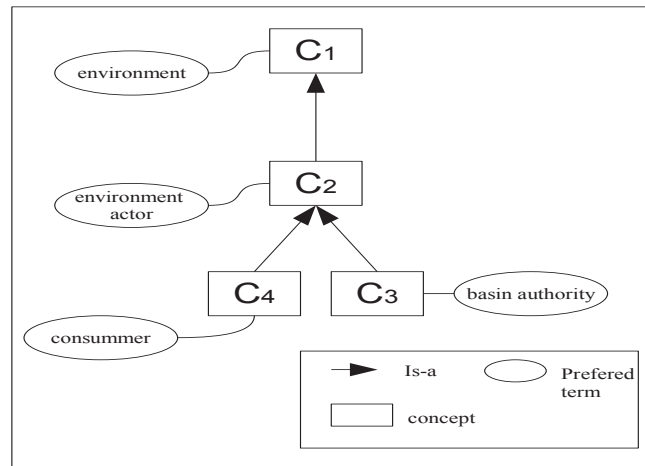 C1
environment
C2
environment
actor
C4
C3
basin authority
consummer
Is-a
Prefered
term
concept